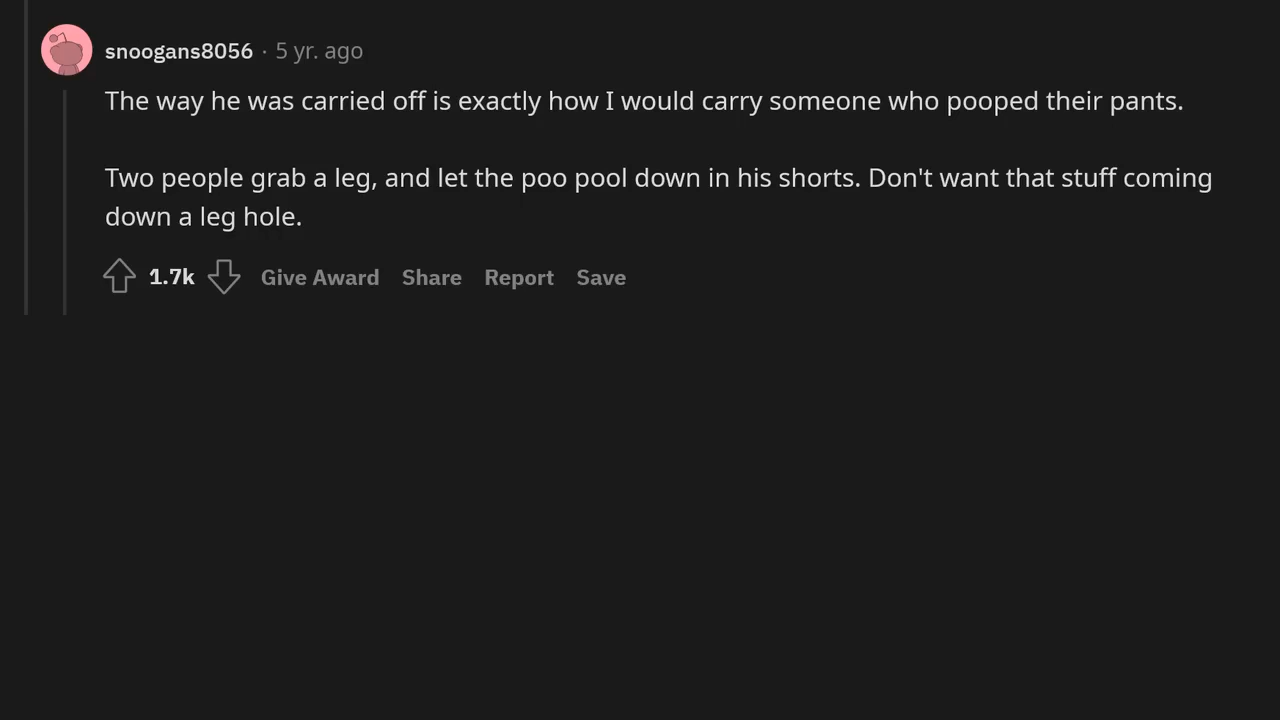 snoogans8056 · 5 yr. ago
The way he was carried off is exactly how I would carry someone who pooped their pants.
Two people grab a leg, and let the poo pool down in his shorts. Don't want that stuff coming
down a leg hole.
1.7k Give Award Share Report Save